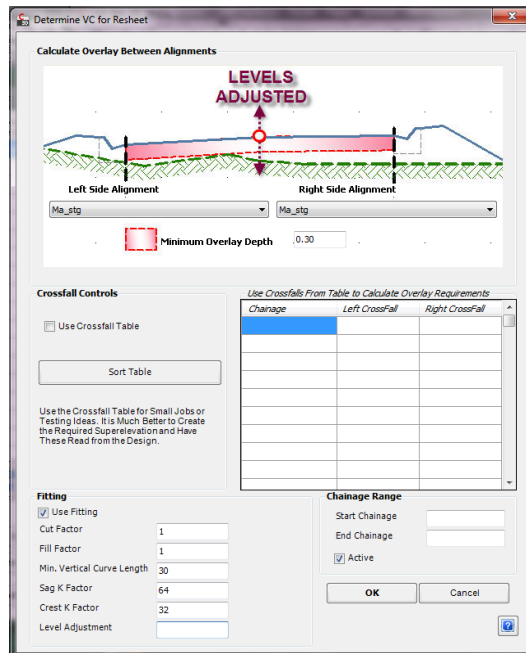 Determine VC for Resheet
Calculate Overlay Between Alignments
LEVELS
ADJUSTED
Left Side Alignment
Right Side Alignment
Ma_stg
Ma_stg
Minimum Overlay Depth
0.30
Crossfall Controls
Use Crossfall Table
Sort Table
Use the Crossfall Table for Small Jobs or
Testing Ideas. It is Much Better to Create
the Required Superelevation and Have
These Read from the Design.
Use Crossfalls From Table to Calculate Overlay Requirements
Chainage Left CrossFall Right CrossFall
Fitting
Use Fitting
Cut Factor 1
Fill Factor 1
Min. Vertical Curve Length 30
Sag K Factor 64
Crest K Factor 32
Level Adjustment
Chainage Range
Start Chainage
End Chainage
Active
OK Cancel
?